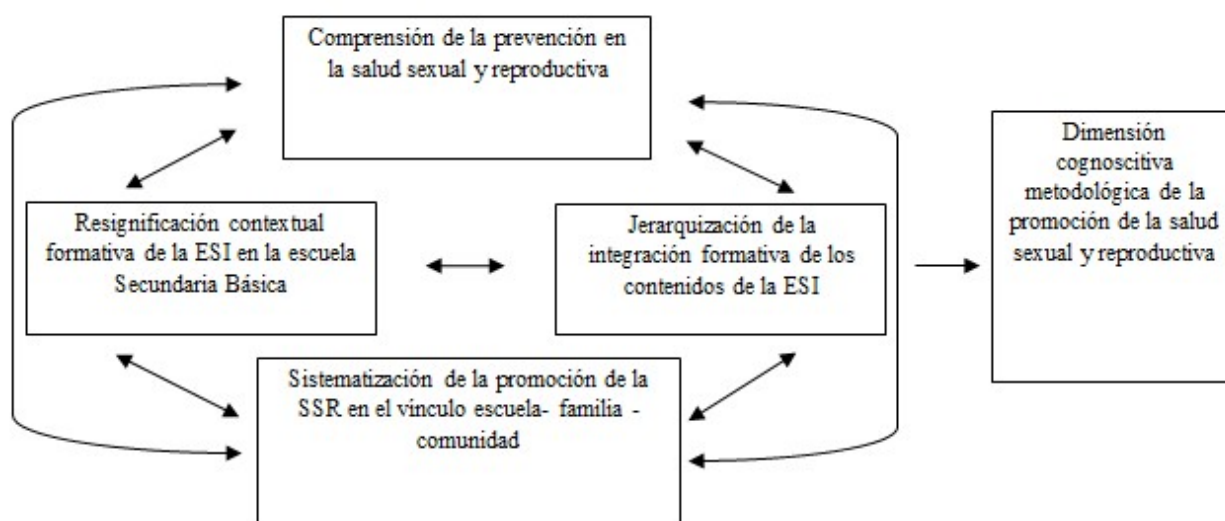 Comprensión de la prevención en
la salud sexual y reproductiva
Resignificación contextual
formativa de la ESI en la escuela
Secundaria Básica
Jerarquización de la
integración formativa de los
contenidos de la ESI
Sistematización de la promoción de la
SSR en el vinculo escuela- familia -
comunidad
Dimensión
cognoscitiva
metodológica de la
promoción de la salud
sexual y reproductiva